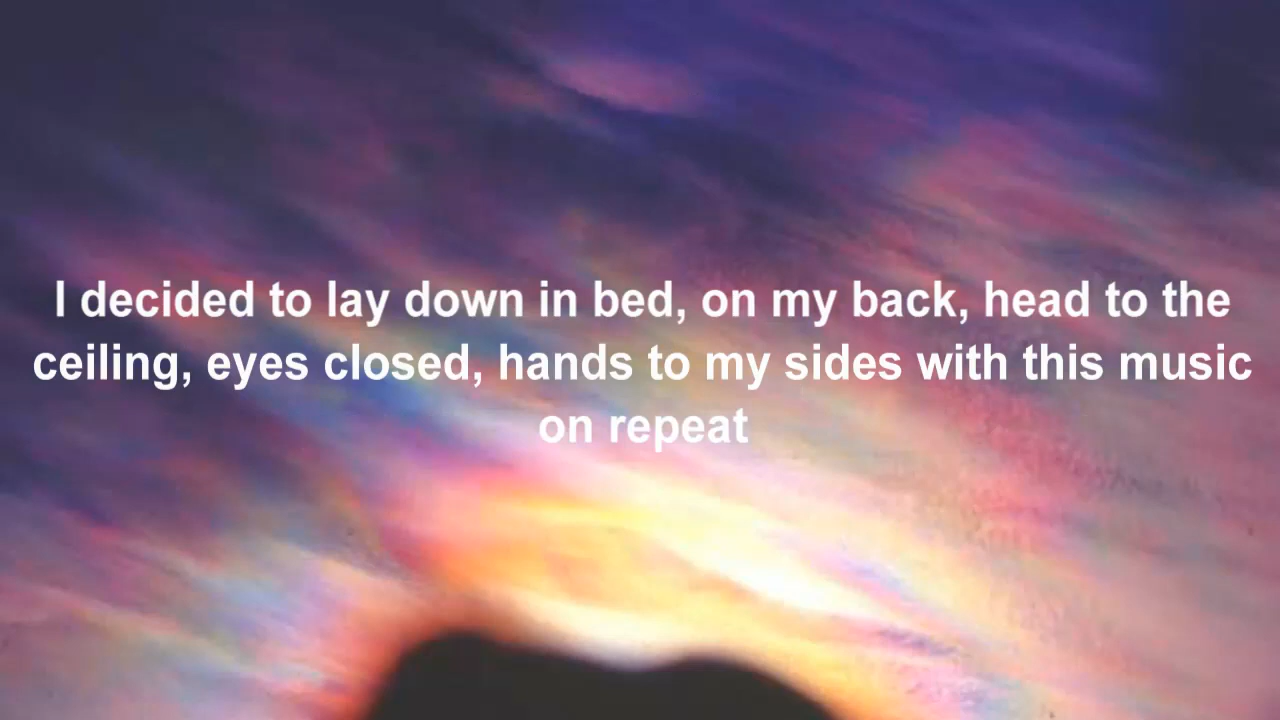 I decided to lay down in bed, on my back, head to the
ceiling, eyes closed, hands to my sides with this music
on repeat